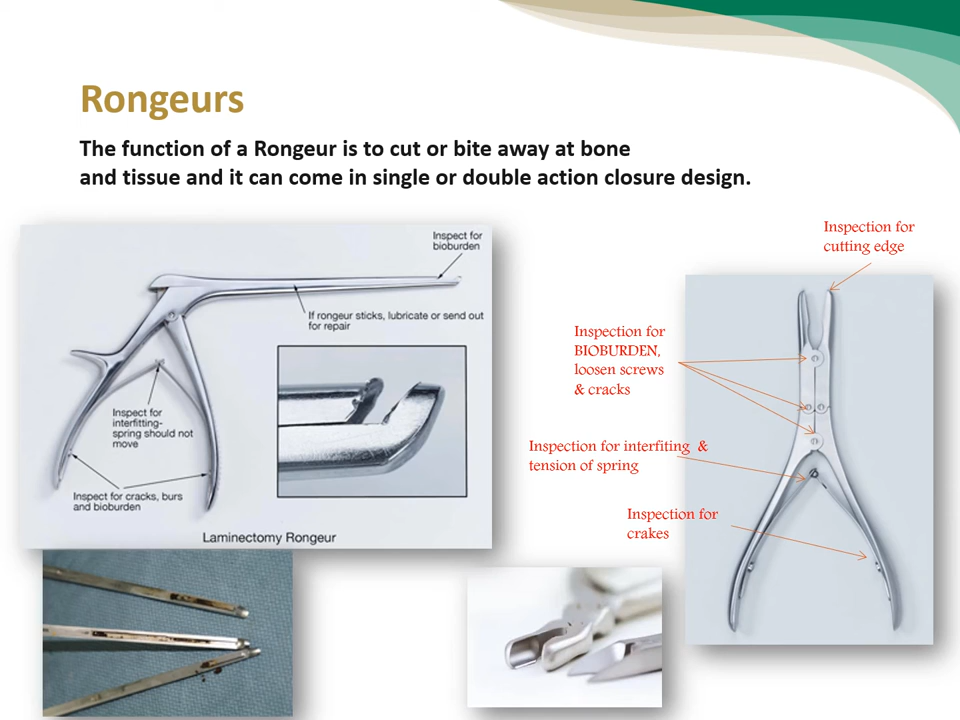 Rongeurs
The function of a Rongeur is to cut or bite away at bone
and tissue and it can come in single or double action closure design.
Inspect for
bioburden
If rongeur sticks, lubricate or send out
for repair
Inspect for
interfitting-
spring should not
move
Inspect for cracks, burs
and bioburden
Laminectomy Rongeur
Inspection for
cutting edge
Inspection for
BIOBURDEN,
loosen screws
& cracks
Inspection for interfiting &
tension of spring
Inspection for
crakes